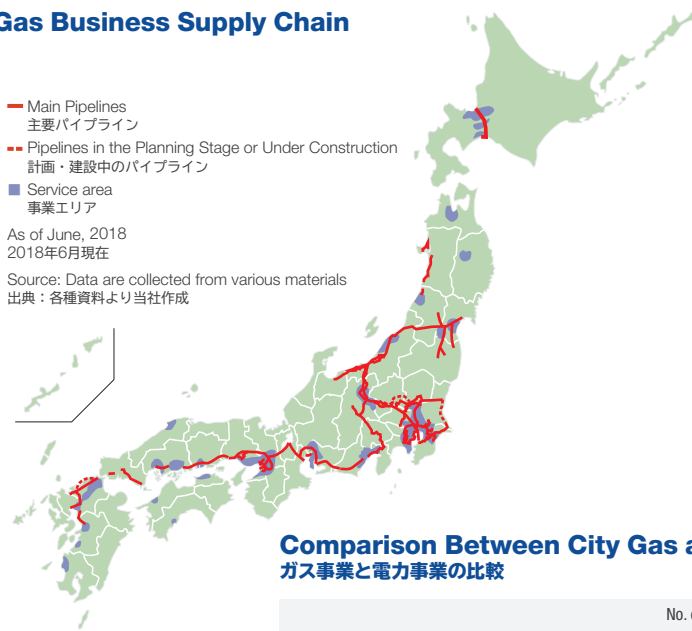 Gas Business Supply Chain
Main Pipelines
主要パイプライン
Pipelines in the Planning Stage or Under Construction
計画・建設中のパイプライン
Service area
事業エリア
As of June, 2018
2018年6月現在
Source: Data are collected from various materials
出典：各種資料より当社作成
Comparison Between City Gas a
ガス事業と電力事業の比較
No.